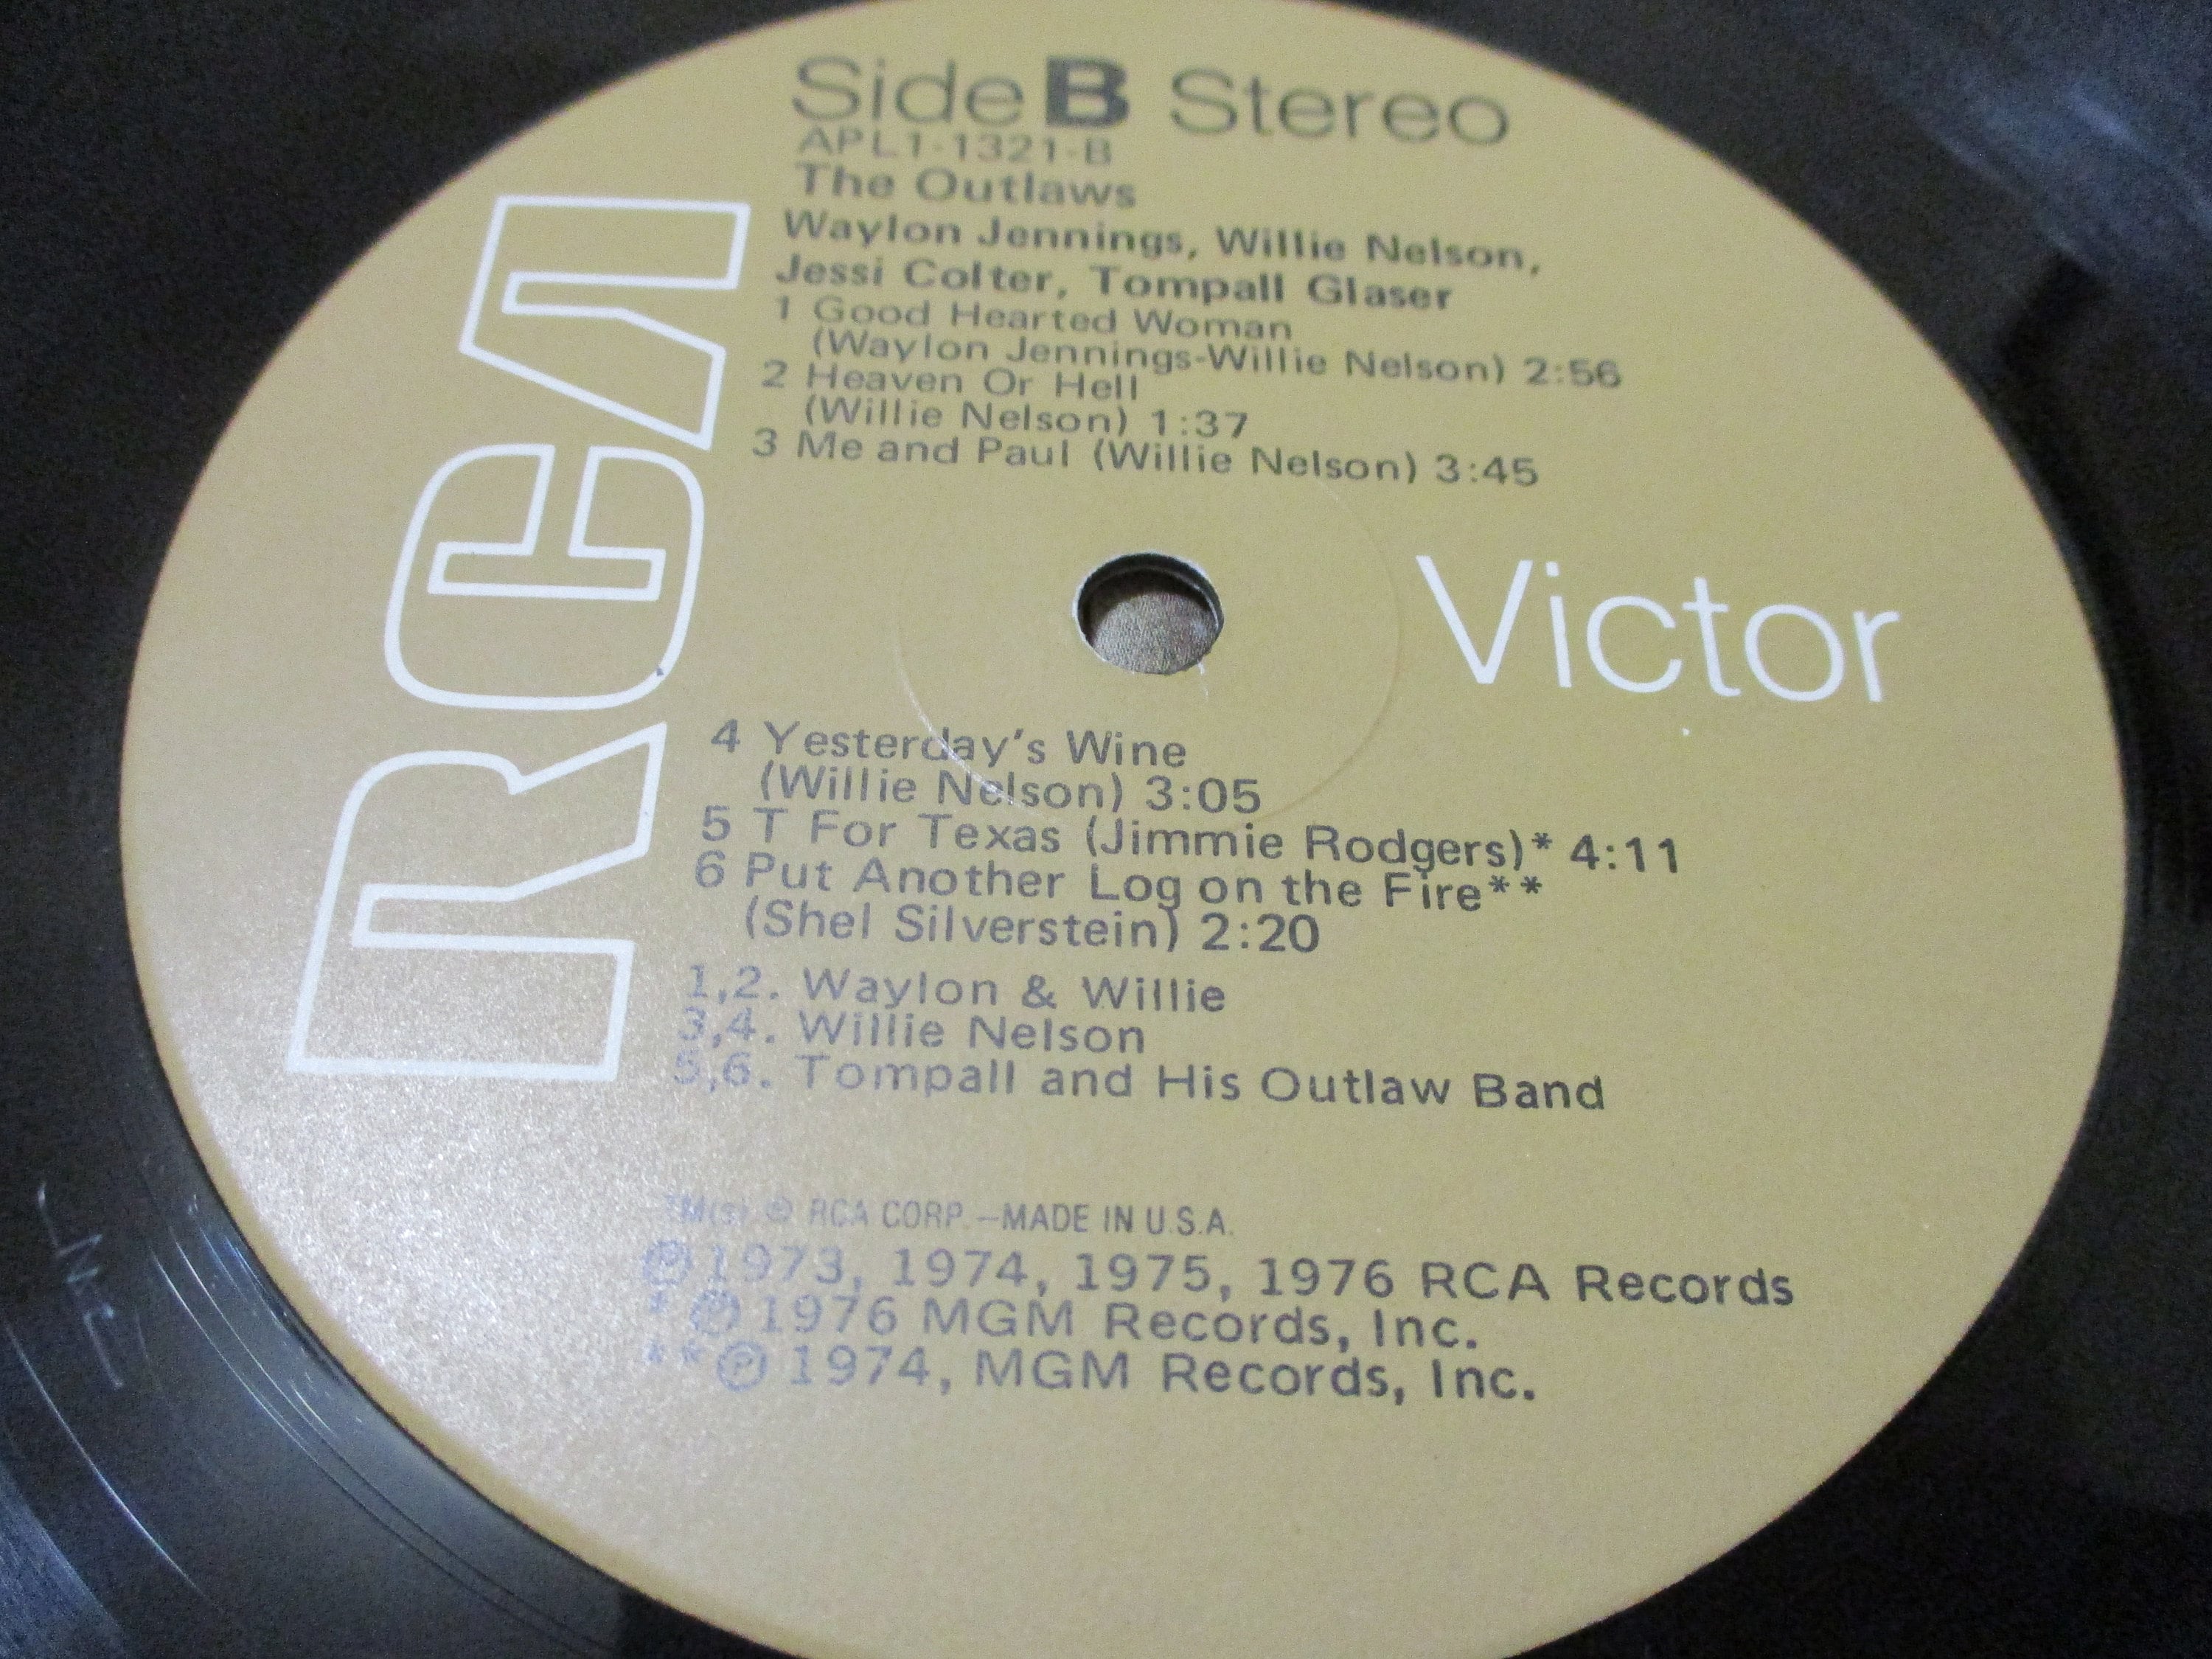 Side B Stereo
APL1-1321-B
The Outlaws
Waylon Jennings, Willie Nelson,
Jessi Colter, Tompall Glaser
1 Good Hearted Woman
(Waylon Jennings-Willie Nelson) 2:56
2 Heaven Or Hell
(Willie Nelson) 1:37
3 Me and Paul (Willie Nelson) 3:45
RCA
Victor
4 Yesterday's Wine
(Willie Nelson) 3:05
5 T For Texas (Jimmie Rodgers)* 4:11
6 Put Another Log on the Fire**
(Shel Silverstein) 2:20
1,2. Waylon & Willie
3,4. Willie Nelson
5,6. Tompall and His Outlaw Band
TM(s) ® RCA CORP.–MADE IN U.S.A.
℗ 1973, 1974, 1975, 1976 RCA Records
* ℗ 1976 MGM Records, Inc.
** ℗ 1974, MGM Records, Inc.